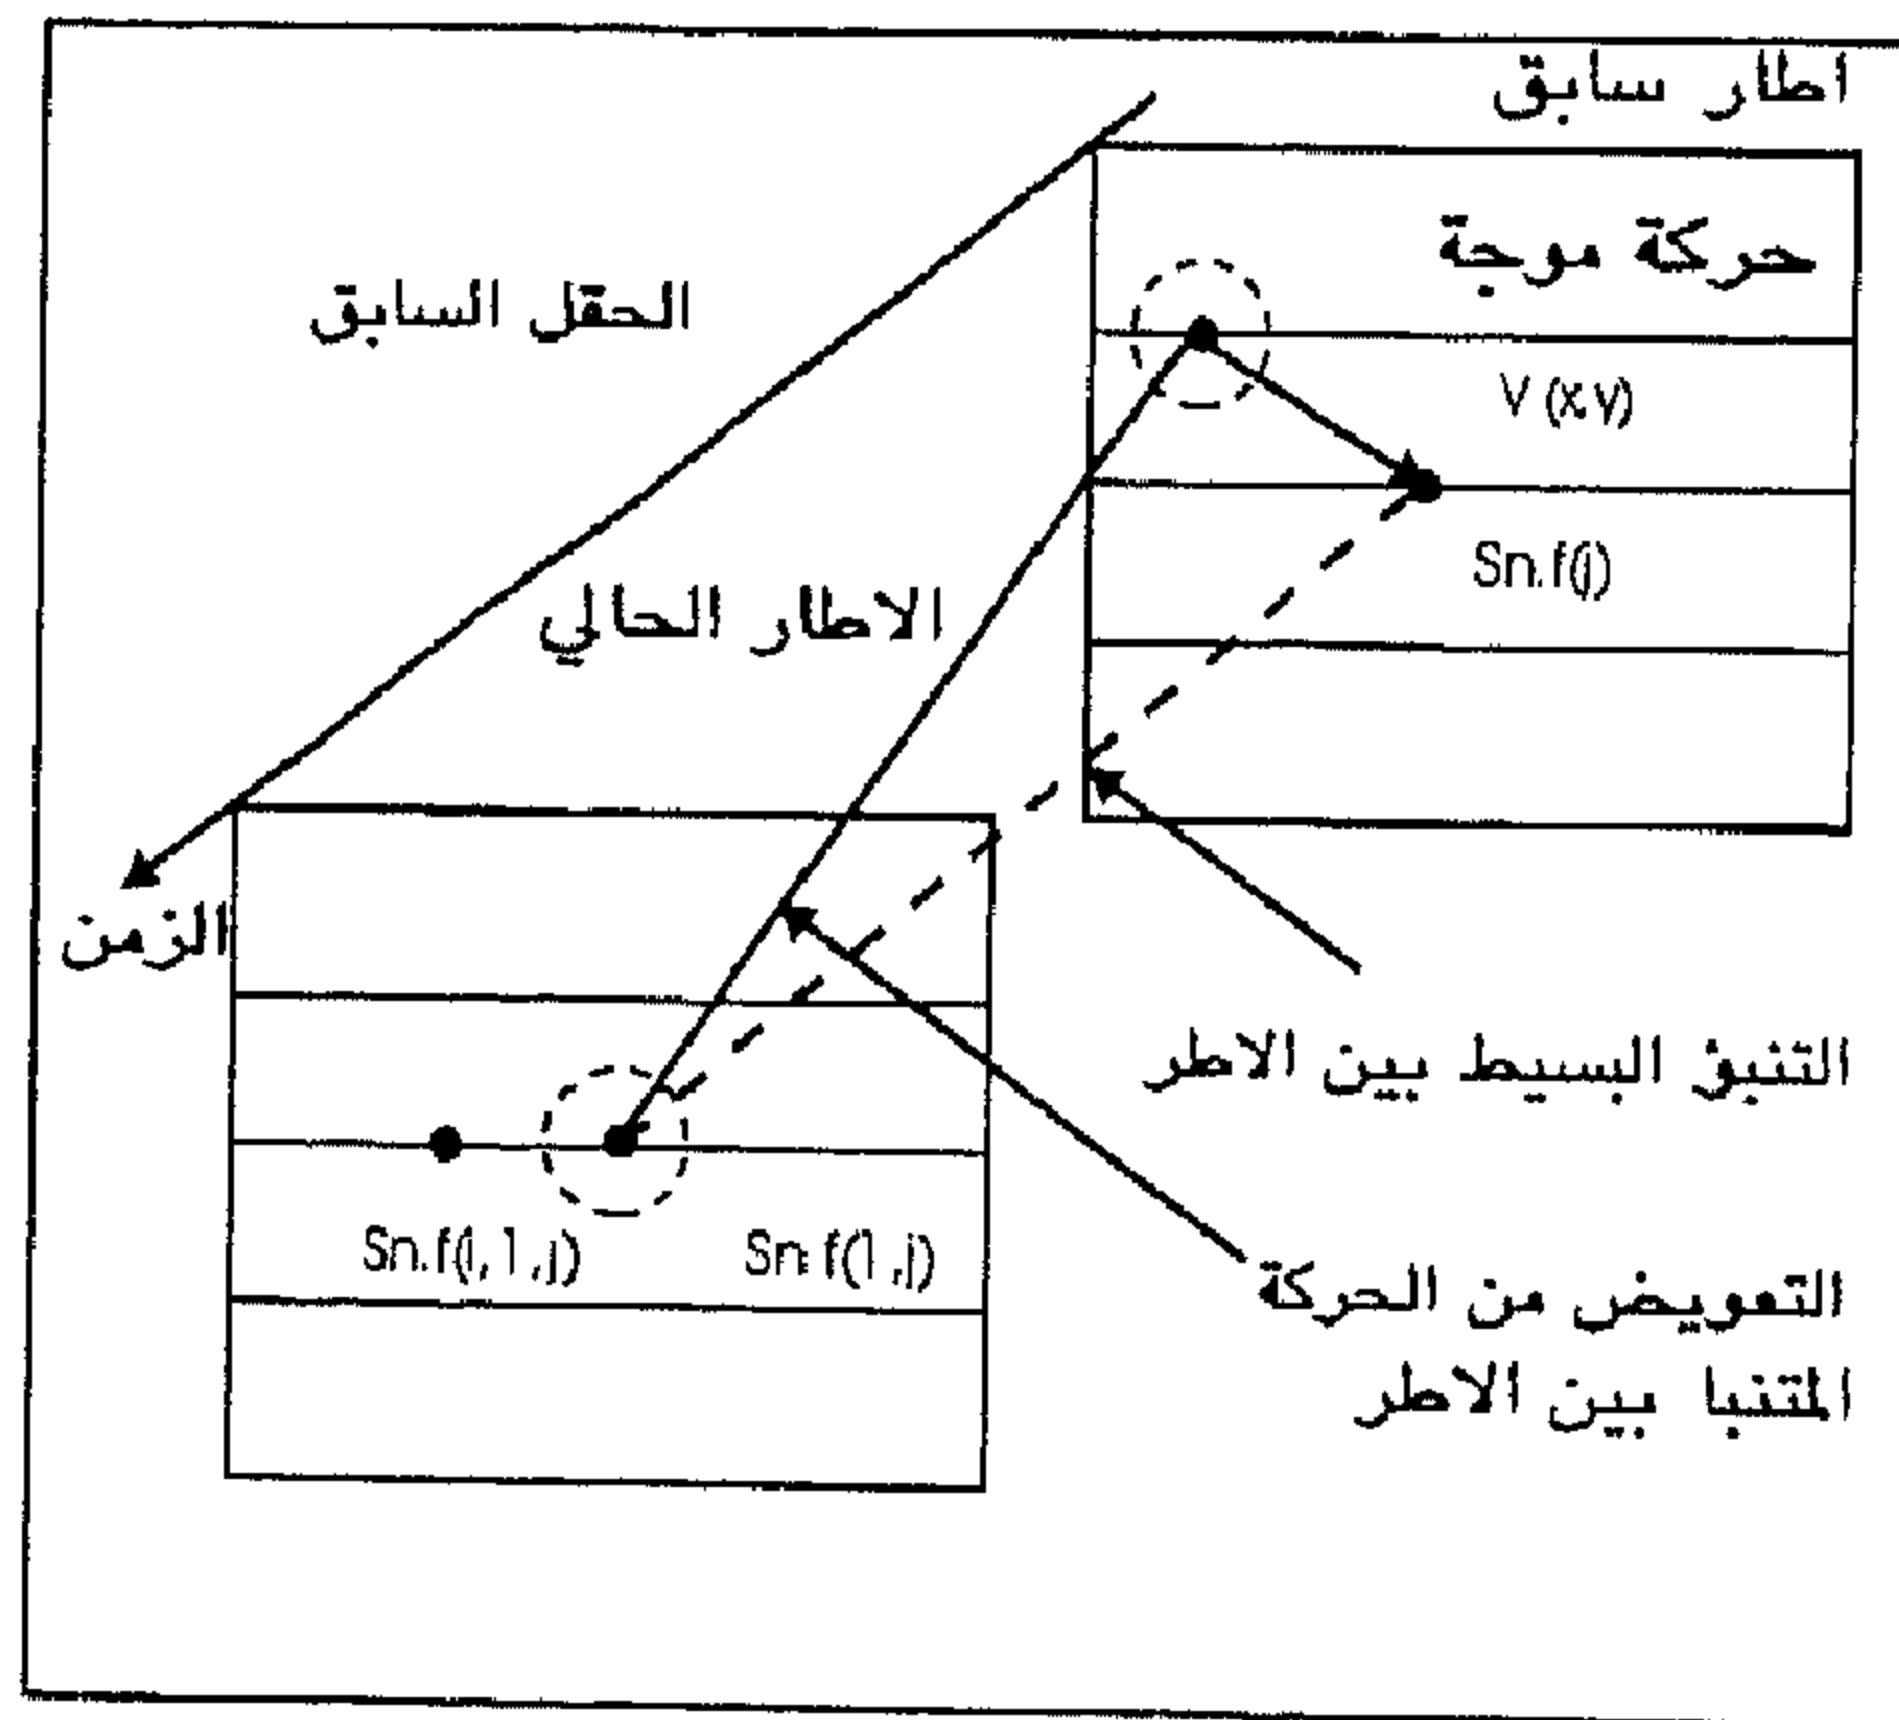 اطار سابق
حركة موجة
الحقل السابق
V (x,y)
Sn.f(j)
الاطار الحالي
الزمن
التنبؤ البسيط بين الاطر
Sn.f(i,1,j)
Sn.f(1,j)
التعويض من الحركة
المتنبا بين الاطر